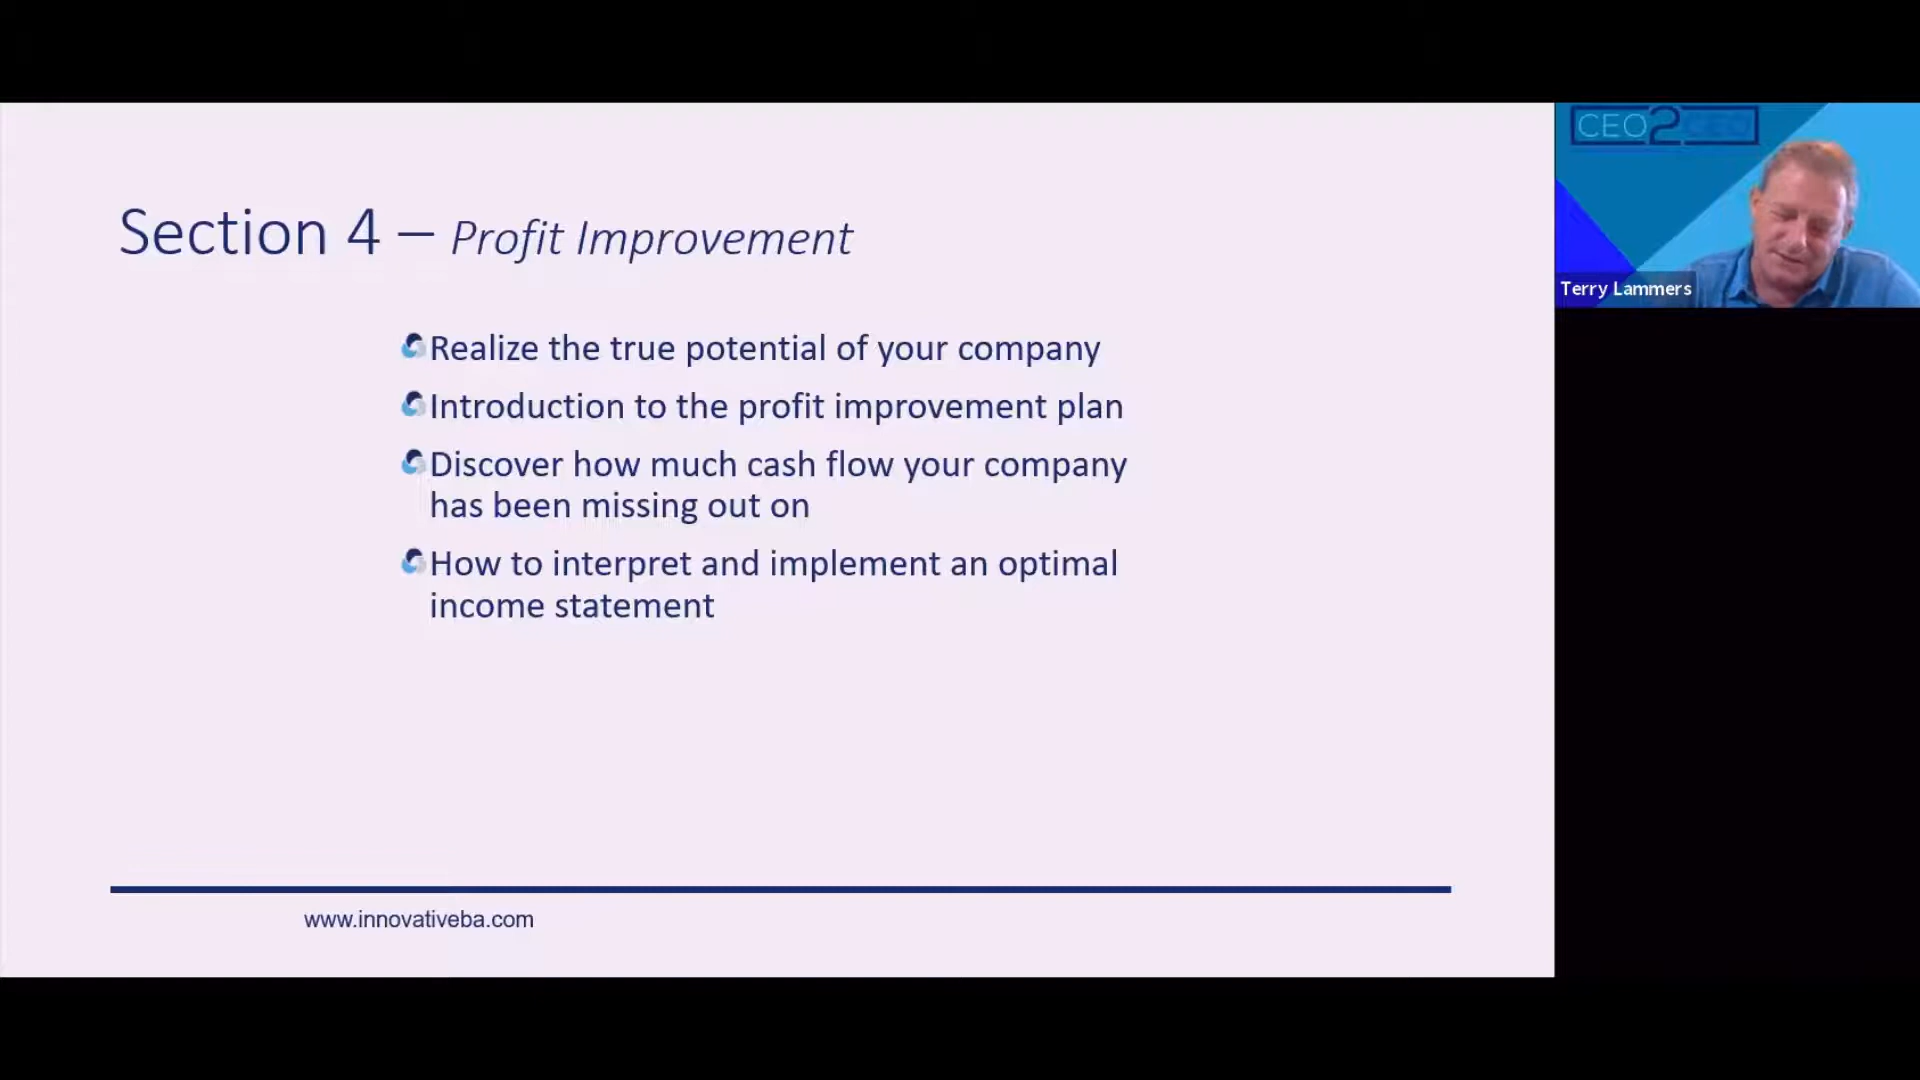 Section 4 – Profit Improvement
Realize the true potential of your company
Introduction to the profit improvement plan
Discover how much cash flow your company
has been missing out on
How to interpret and implement an optimal
income statement
www.innovativeba.com
CEO2CEO
Terry Lammers